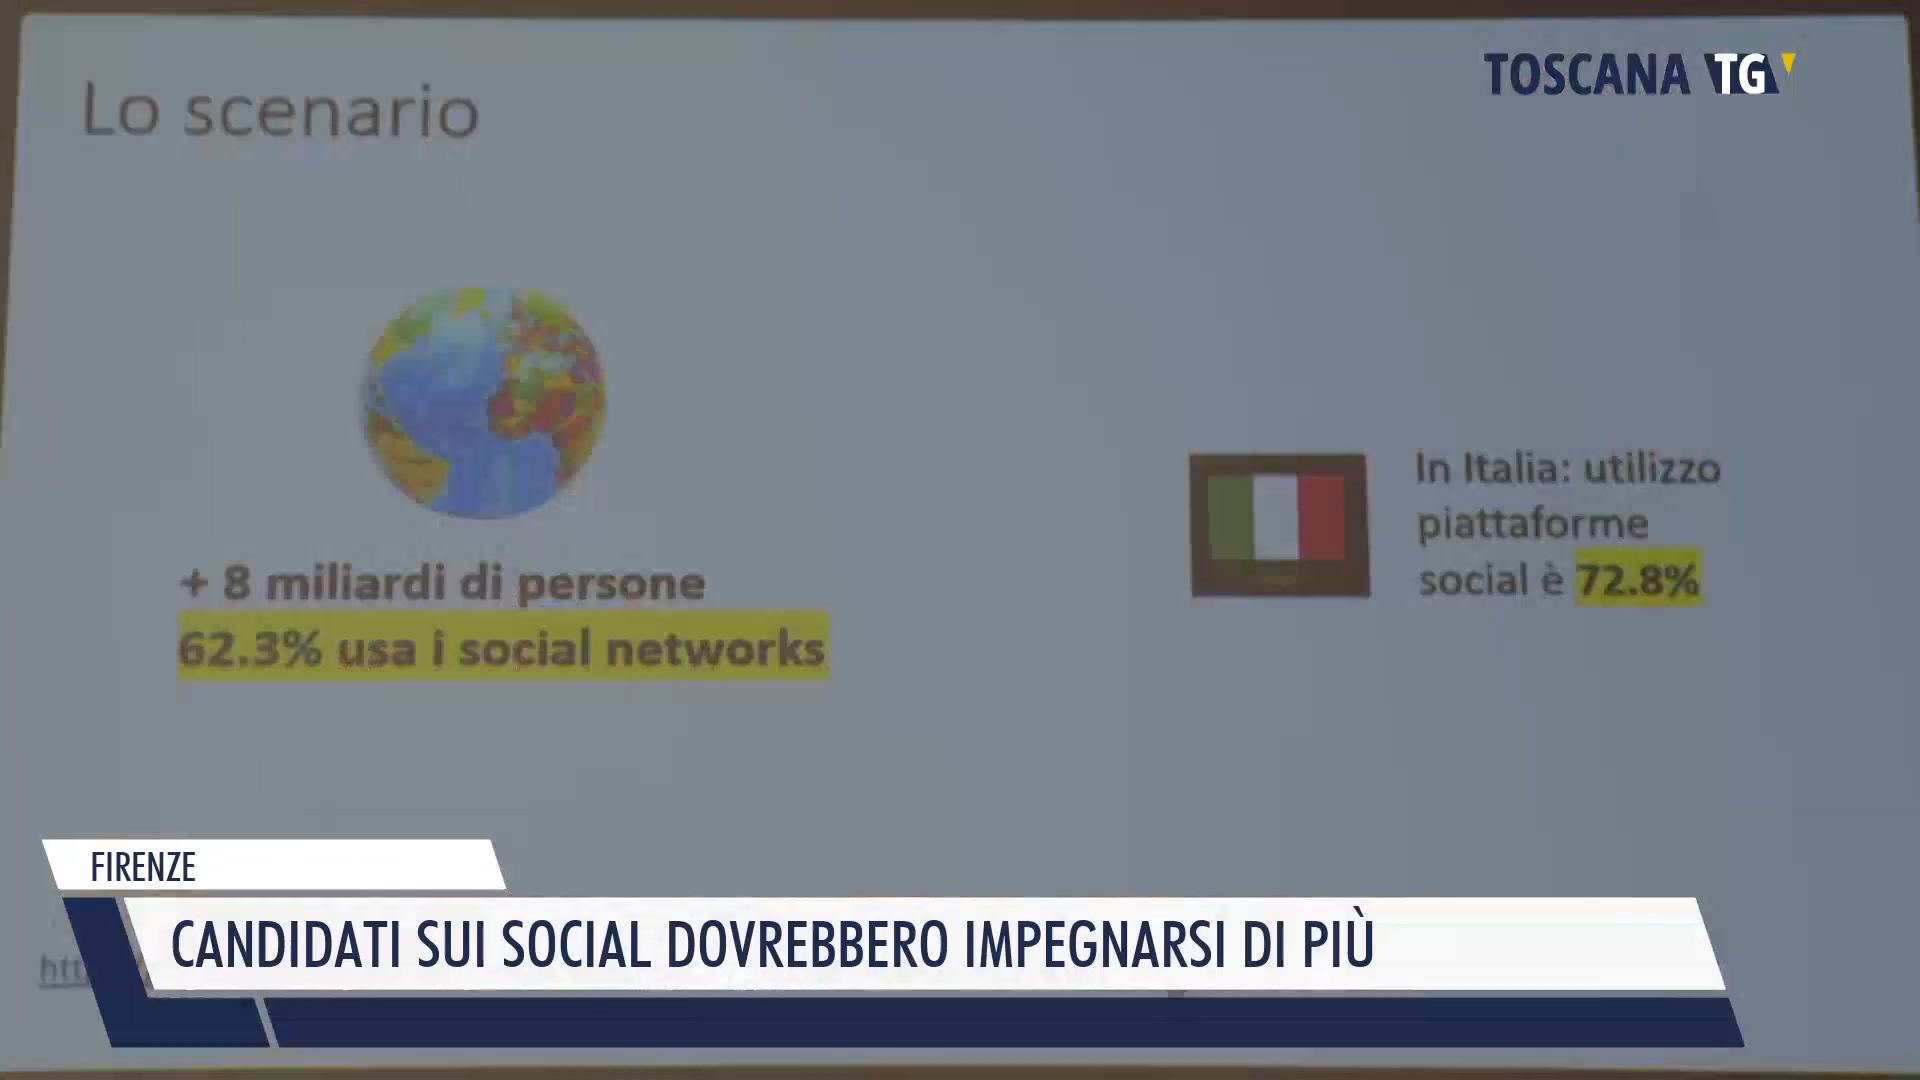 TOSCANA TG
Lo scenario
+ 8 miliardi di persone
62.3% usa i social networks
In Italia: utilizzo
piattaforme
social è 72.8%
FIRENZE
CANDIDATI SUI SOCIAL DOVREBBERO IMPEGNARSI DI PIÙ